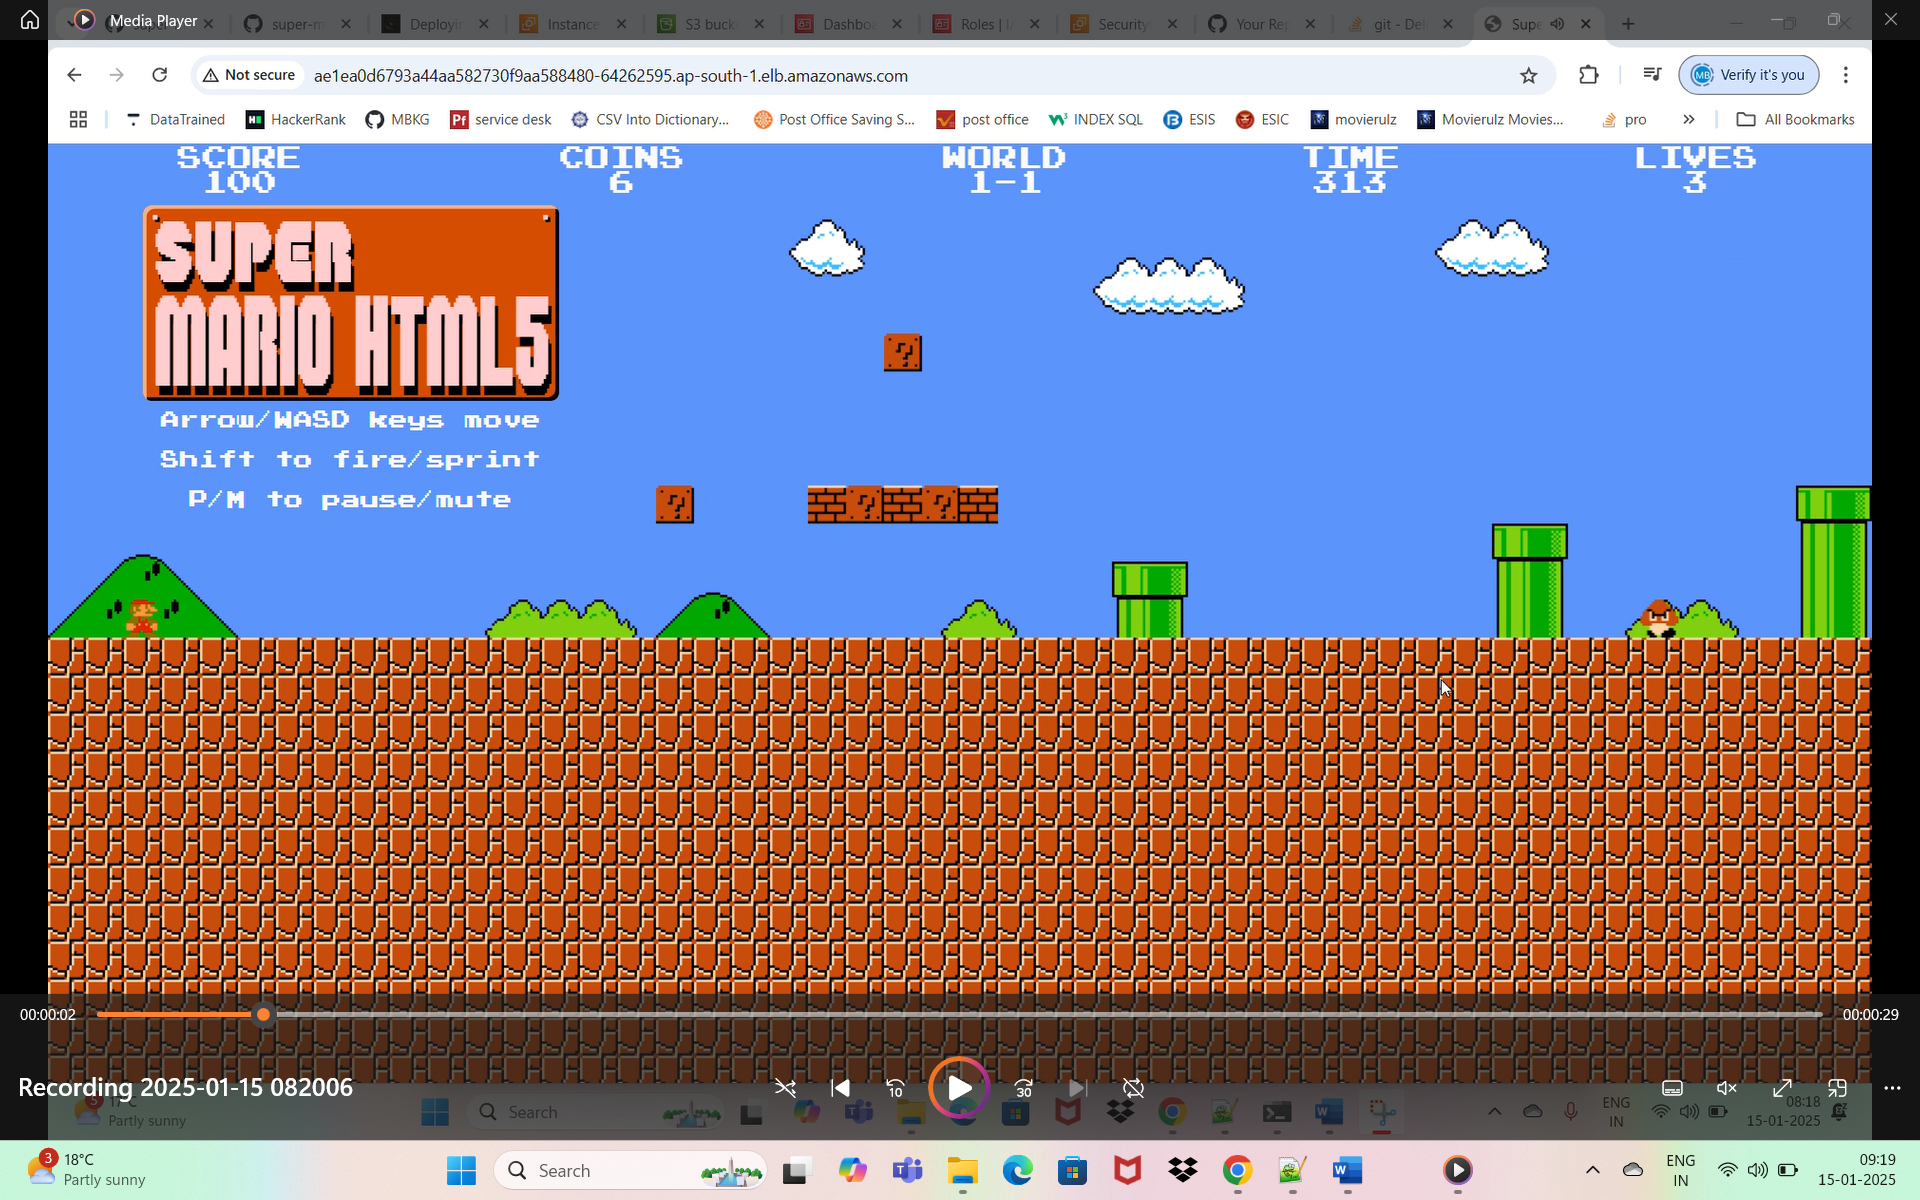 Media Player
super-m
Deployin
Instance
S3 buck
Dashbo
Roles | I
Security
Your Re
git - Del
Supe
Not secure
ae1ea0d6793a44aa582730f9aa588480-64262595.ap-south-1.elb.amazonaws.com
Verify it's you
DataTrained
HackerRank
MBKG
service desk
CSV Into Dictionary...
Post Office Saving S...
post office
INDEX SQL
ESIS
ESIC
movierulz
Movierulz Movies...
pro
All Bookmarks
SCORE COINS WORLD TIME LIVES
100 6 1-1 313 3
SUPER
MARIO HTML5
Arrow/WASD keys move
Shift to fire/sprint
P/M to pause/mute
00:00:02
00:00:29
Recording 2025-01-15 082006
10
30
Partly sunny
Search
ENG
IN
08:18
15-01-2025
3
18°C
Partly sunny
Search
ENG
IN
09:19
15-01-2025